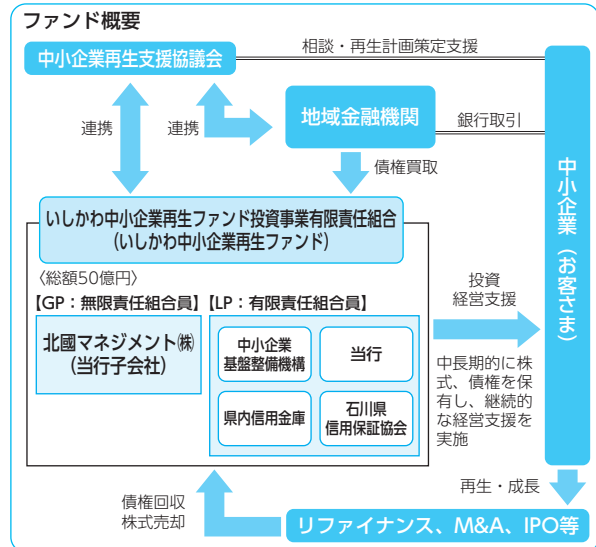 ファンド概要
中小企業再生支援協議会
相談・再生計画策定支援
連携
連携
地域金融機関
銀行取引
債権買取
中小企業（お客さま）
いしかわ中小企業再生ファンド投資事業有限責任組合
（いしかわ中小企業再生ファンド）
〈総額50億円〉
【GP：無限責任組合員】
北國マネジメント㈱
（当行子会社）
【LP：有限責任組合員】
中小企業
基盤整備機構
当行
県内信用金庫
石川県
信用保証協会
投資
経営支援
中長期的に株
式、債権を保
有し、継続的
な経営支援を
実施
再生・成長
債権回収
株式売却
リファイナンス、M&A、IPO等